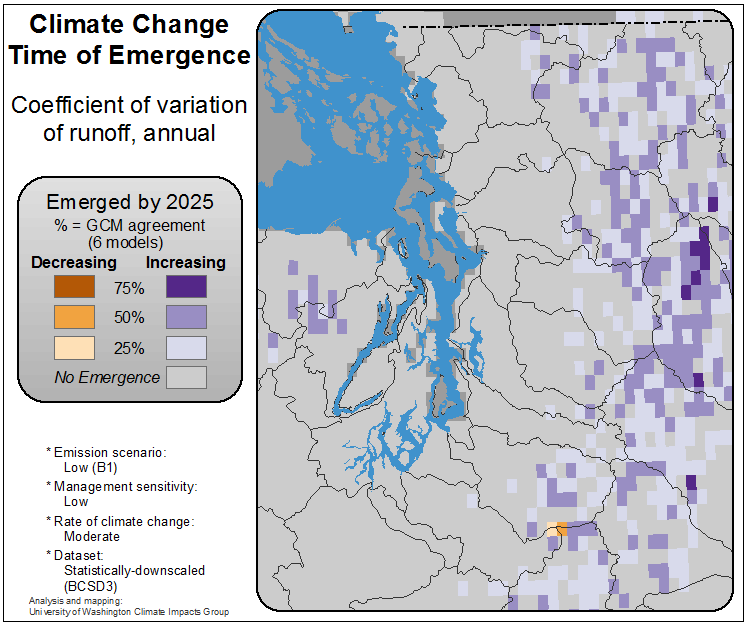 Climate Change
Time of Emergence
Coefficient of variation
of runoff, annual
Emerged by 2025
% = GCM agreement
(6 models)
Decreasing Increasing
75%
50%
25%
No Emergence
* Emission scenario:
Low (B1)
* Management sensitivity:
Low
* Rate of climate change:
Moderate
* Dataset:
Statistically-downscaled
(BCSD3)
Analysis and mapping:
University of Washington Climate Impacts Group